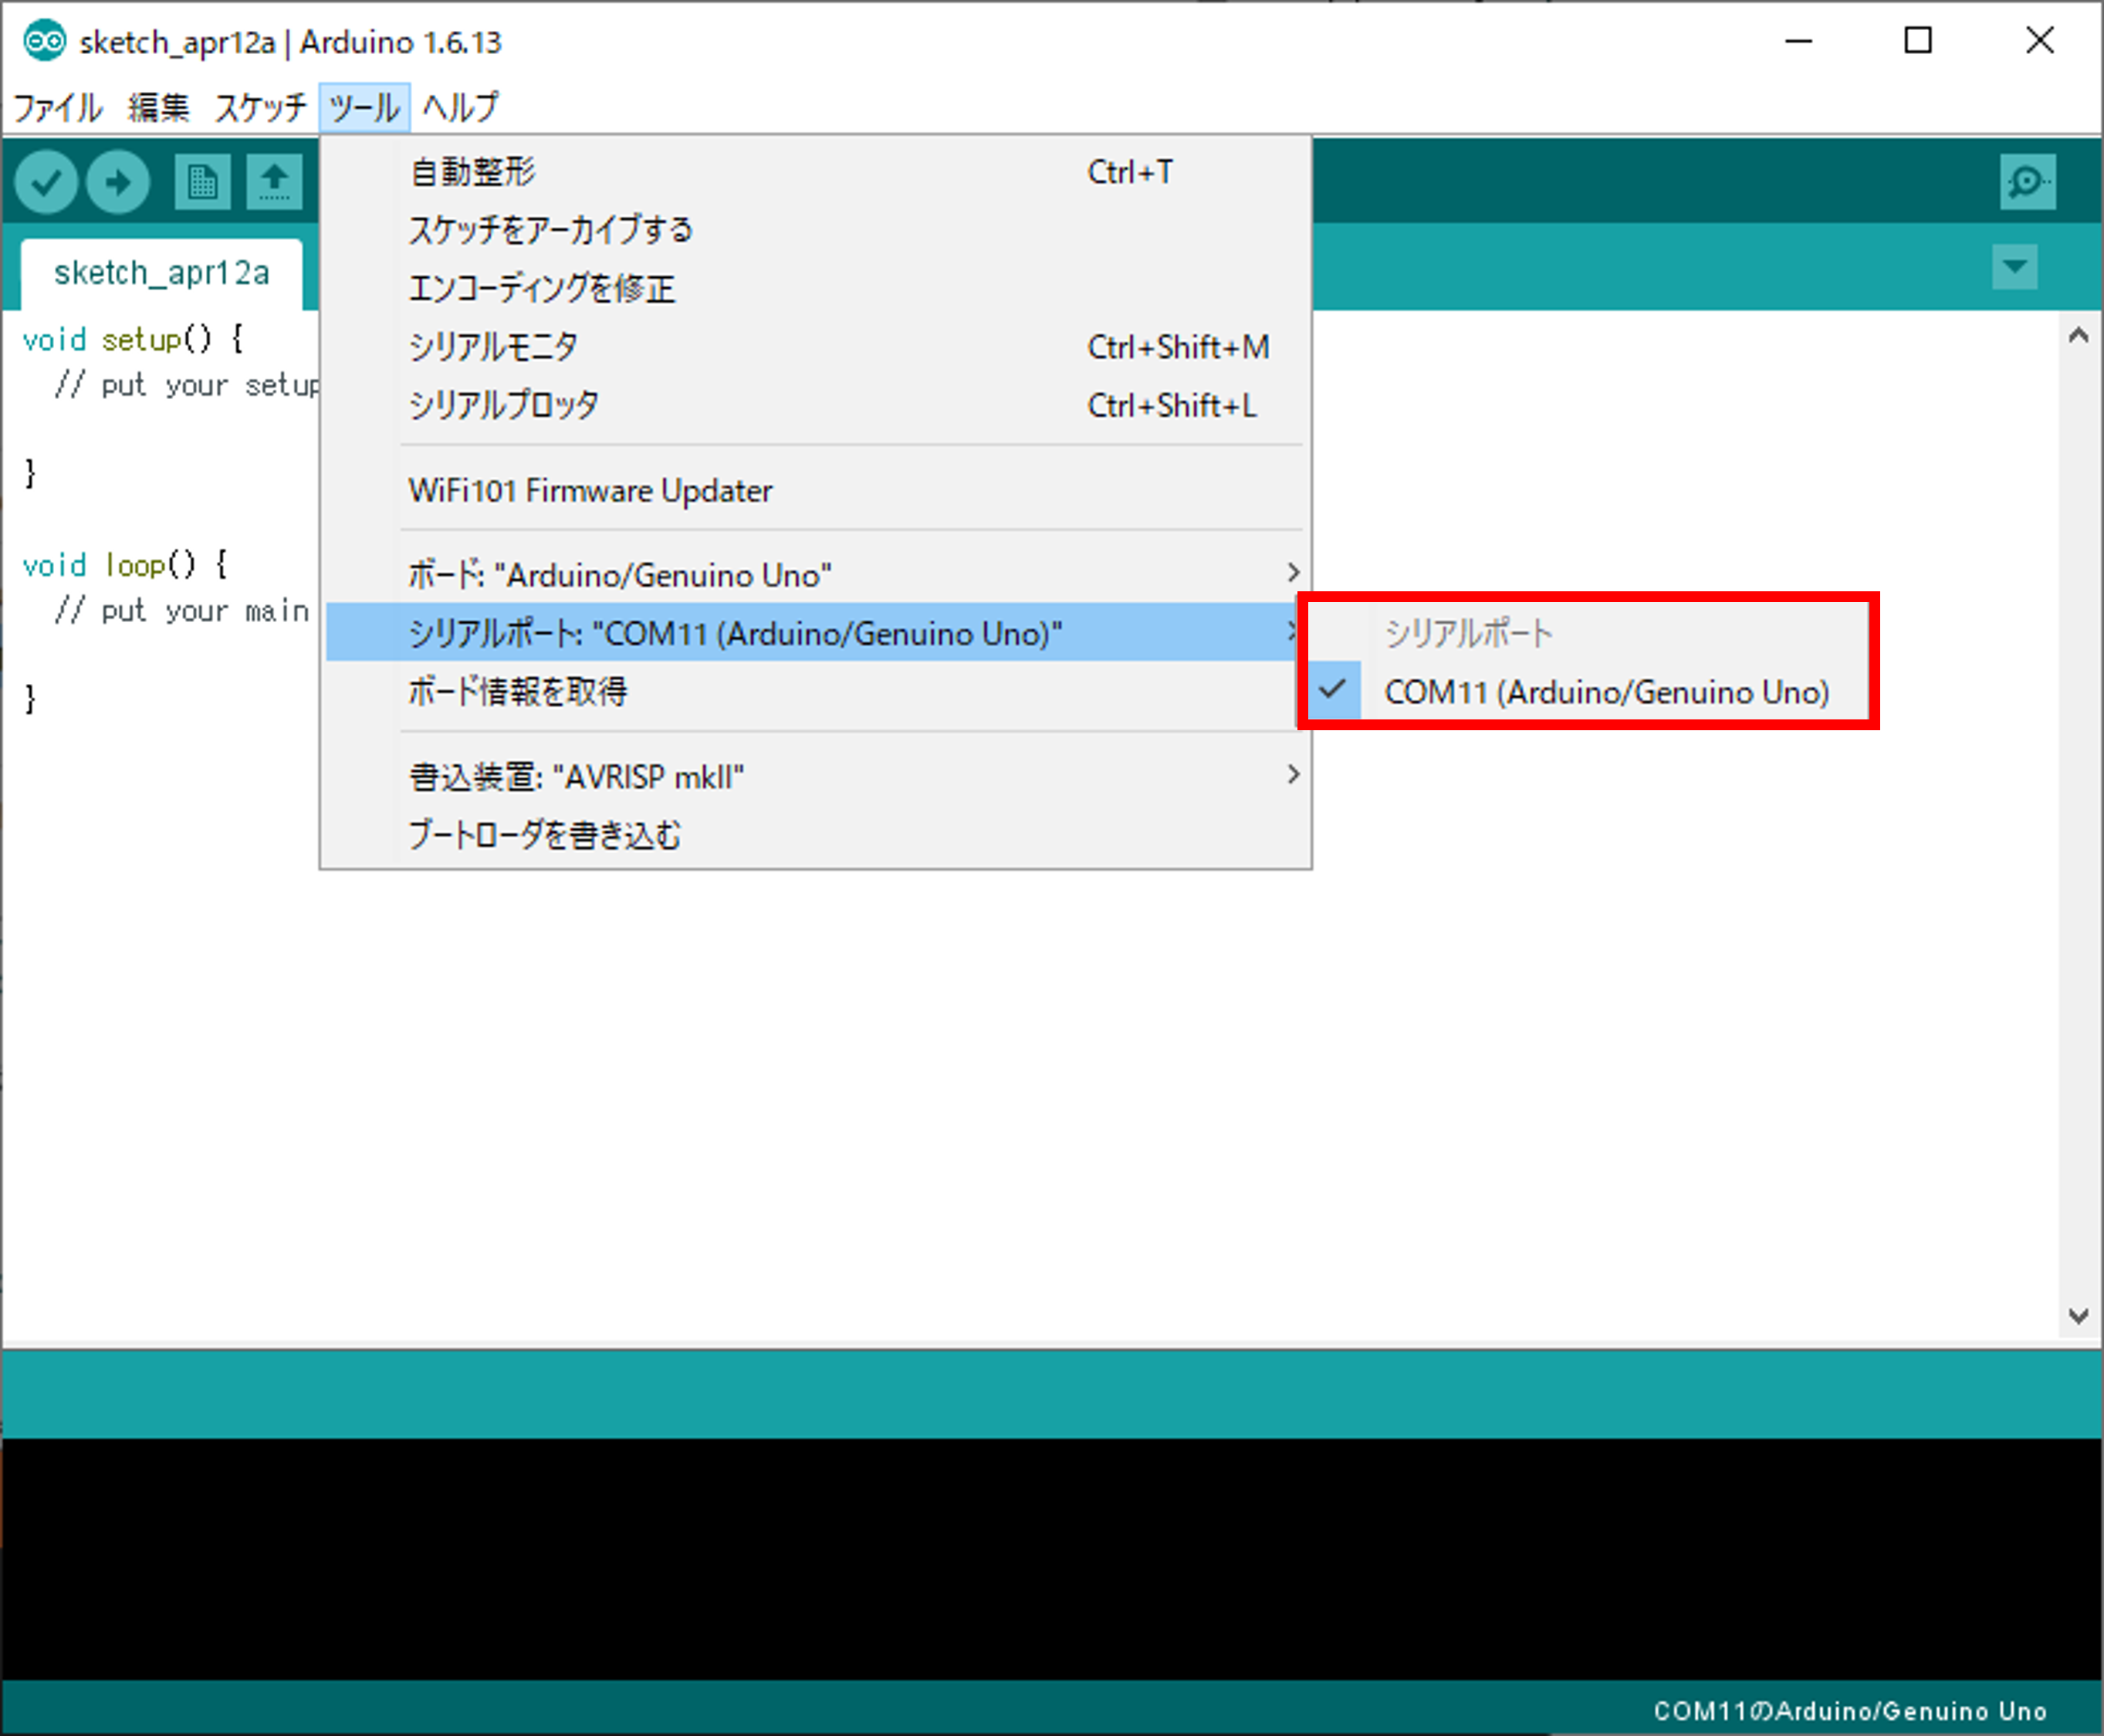 sketch_apr12a | Arduino 1.6.13
ファイル 編集 スケッチ ツール ヘルプ
自動整形 Ctrl+T
スケッチをアーカイブする
エンコーディングを修正
シリアルモニタ Ctrl+Shift+M
シリアルプロッタ Ctrl+Shift+L
WiFi101 Firmware Updater
ボード: "Arduino/Genuino Uno"
シリアルポート: "COM11 (Arduino/Genuino Uno)"
ボード情報を取得
書込装置: "AVRISP mkII"
ブートローダを書き込む
シリアルポート
COM11 (Arduino/Genuino Uno)
sketch_apr12a
void setup() {
// put your setup
}
void loop() {
// put your main
}
COM11のArduino/Genuino Uno